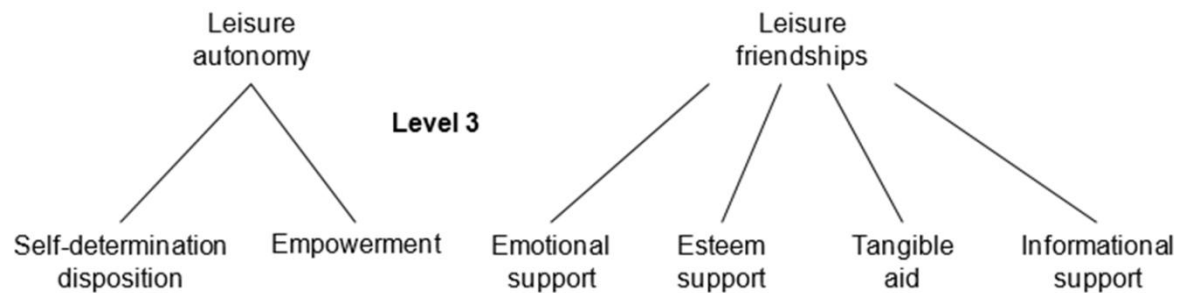 Leisure
autonomy
Leisure
friendships
Level 3
Self-determination
disposition
Empowerment
Emotional
support
Esteem
support
Tangible
aid
Informational
support